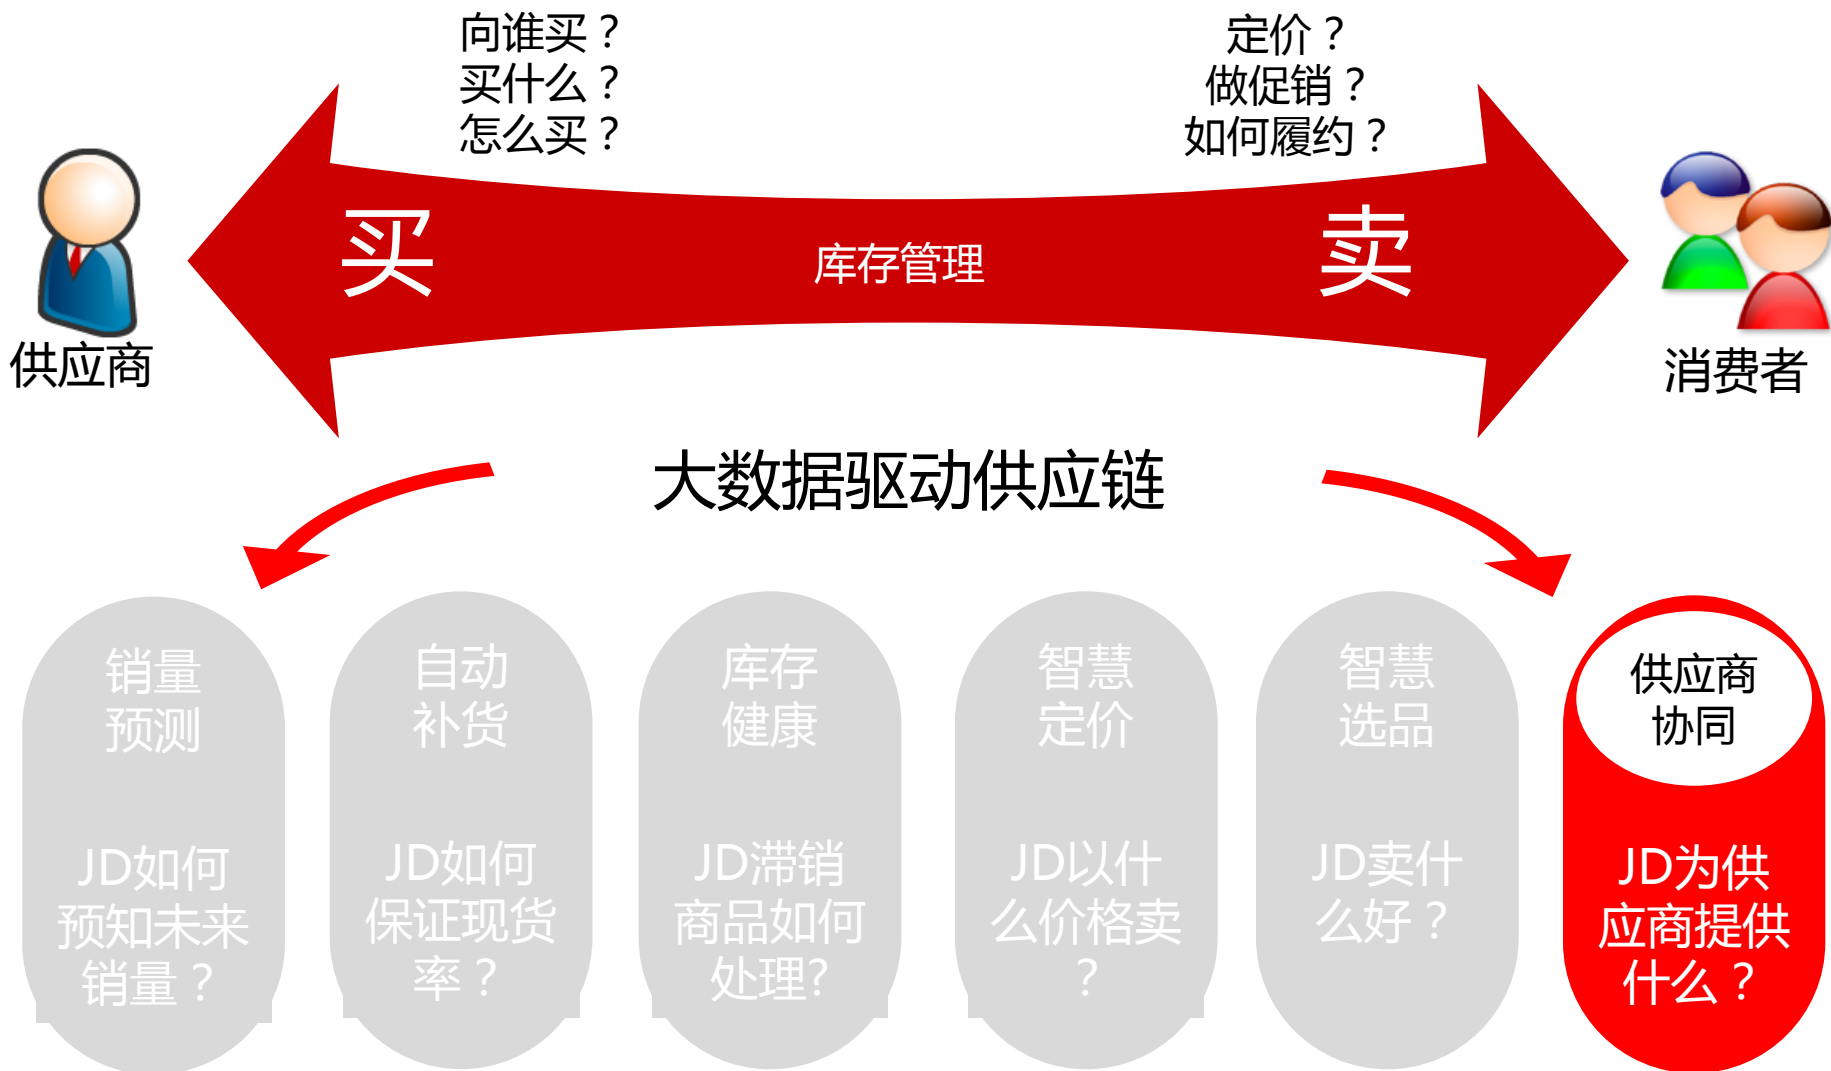 向谁买？
买什么？
怎么买？
定价？
做促销？
如何履约？
买
库存管理
卖
供应商
消费者
大数据驱动供应链
销量
预测
JD如何
预知未来
销量？
自动
补货
JD如何
保证现货
率？
库存
健康
JD滞销
商品如何
处理?
智慧
定价
JD以什
么价格卖
？
智慧
选品
JD卖什
么好？
供应商
协同
JD为供
应商提供
什么？